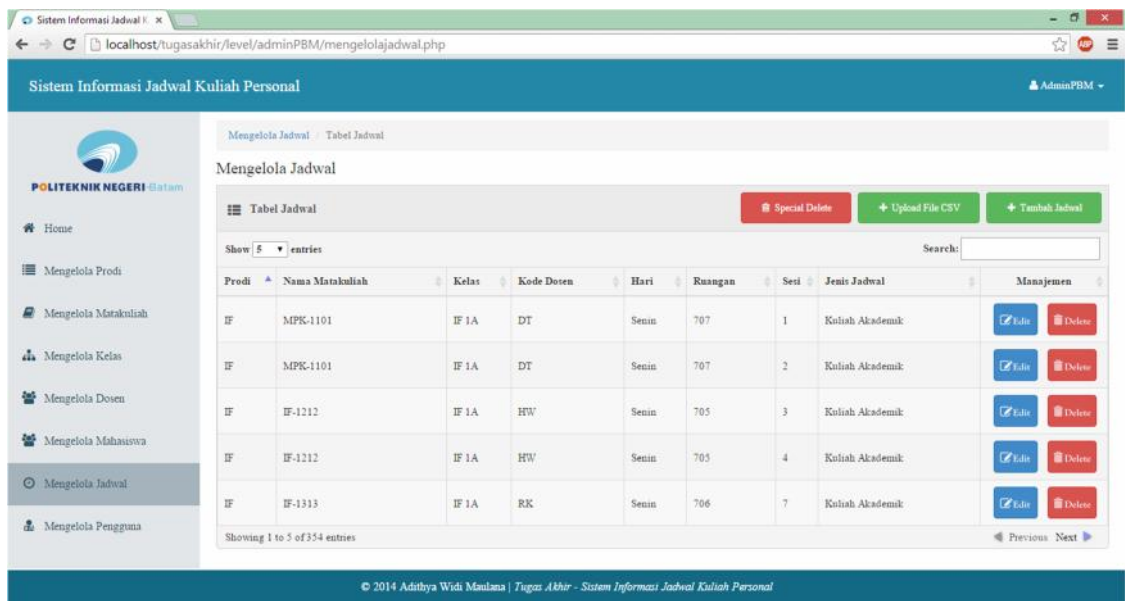 Sistem Informasi Jadwal K
localhost/tugasakhir/level/adminPBM/mengelolajadwal.php
ABP
Sistem Informasi Jadwal Kuliah Personal
AdminPBM
POLITEKNIK NEGERI Batam
Home
Mengelola Prodi
Mengelola Matakuliah
Mengelola Kelas
Mengelola Dosen
Mengelola Mahasiswa
Mengelola Jadwal
Mengelola Pengguna
Mengelola Jadwal / Tabel Jadwal
Mengelola Jadwal
Tabel Jadwal
Special Delete
+ Upload File CSV
+ Tambah Jadwal
Show 5 entries
Search:
Prodi Nama Matakuliah Kelas Kode Dosen Hari Ruangan Sesi Jenis Jadwal Manajemen
IF MPK-1101 IF 1A DT Senin 707 1 Kuliah Akademik Edit Delete
IF MPK-1101 IF 1A DT Senin 707 2 Kuliah Akademik Edit Delete
IF IF-1212 IF 1A HW Senin 705 3 Kuliah Akademik Edit Delete
IF IF-1212 IF 1A HW Senin 705 4 Kuliah Akademik Edit Delete
IF IF-1313 IF 1A RK Senin 706 7 Kuliah Akademik Edit Delete
Showing 1 to 5 of 354 entries
Previous Next
© 2014 Adithya Widi Maulana | Tugas Akhir - Sistem Informasi Jadwal Kuliah Personal